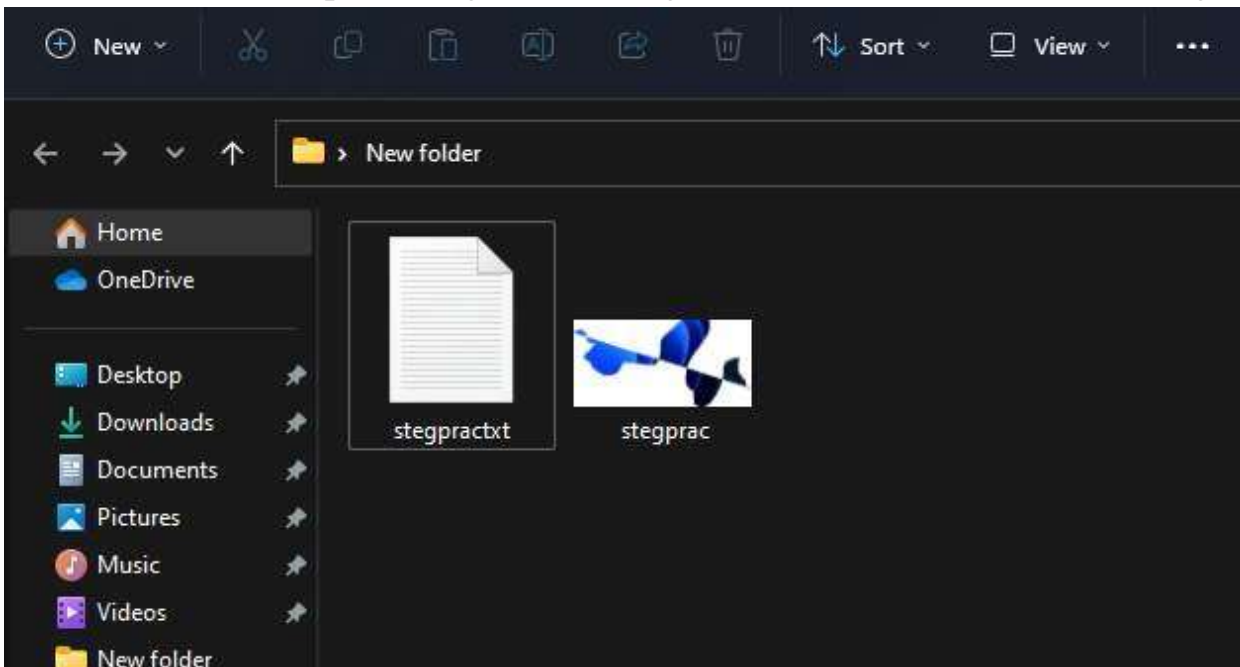 New
Sort
View
New folder
Home
OneDrive
Desktop
Downloads
Documents
Pictures
Music
Videos
New folder
stegpractxt
stegprac